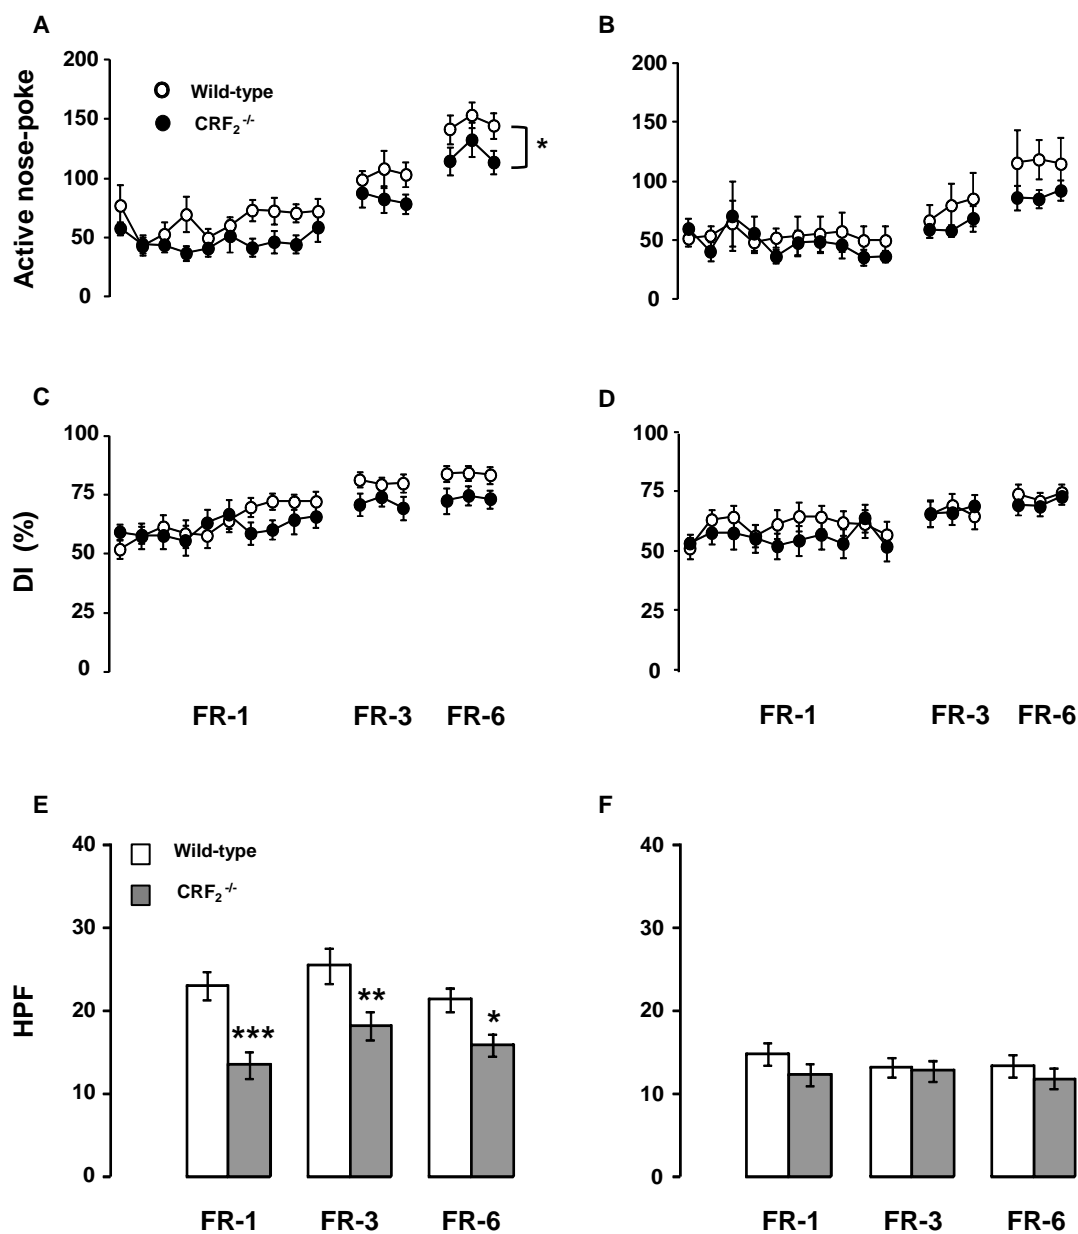 A
B
200
150
100
50
0
Active nose-poke
Wild-type
CRF2 -/-
*
200
150
100
50
0
C
D
100
75
50
25
0
DI (%)
100
75
50
25
0
FR-1 FR-3 FR-6
FR-1 FR-3 FR-6
E
F
40
30
20
10
0
HPF
Wild-type
CRF2 -/-
***
**
*
40
30
20
10
0
FR-1 FR-3 FR-6
FR-1 FR-3 FR-6